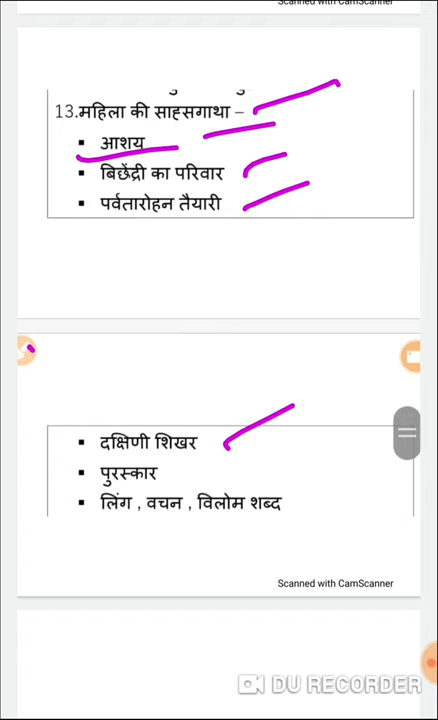 Scanned with CamScanner
13.महिला की साह्सगाथा –
▪ आशय
▪ बिछेंद्री का परिवार
▪ पर्वतारोहन तैयारी
▪ दक्षिणी शिखर
▪ पुरस्कार
▪ लिंग , वचन , विलोम शब्द
Scanned with CamScanner
DU RECORDER